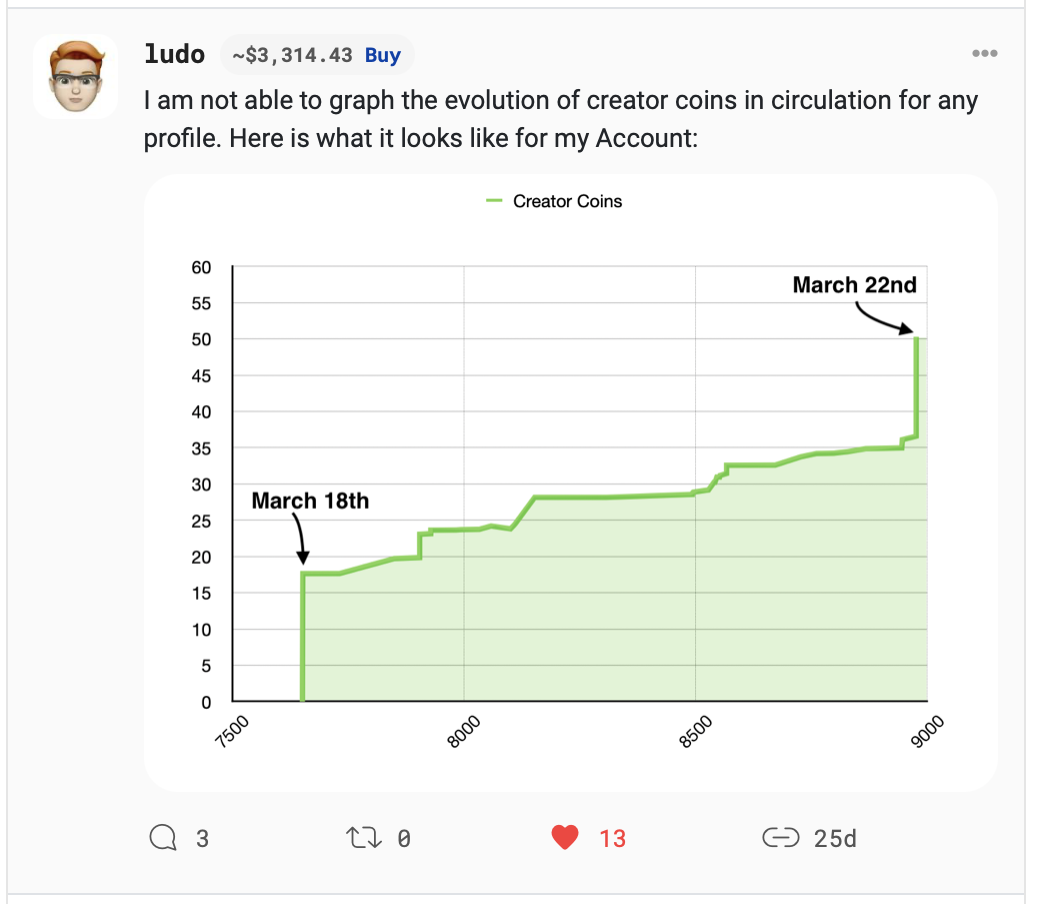 ludo ~$3,314.43 Buy
I am not able to graph the evolution of creator coins in circulation for any
profile. Here is what it looks like for my Account:
Creator Coins
60
55
50
45
40
35
30
25
20
15
10
5
0
March 22nd
March 18th
7500
8000
8500
9000
3
0
13
25d